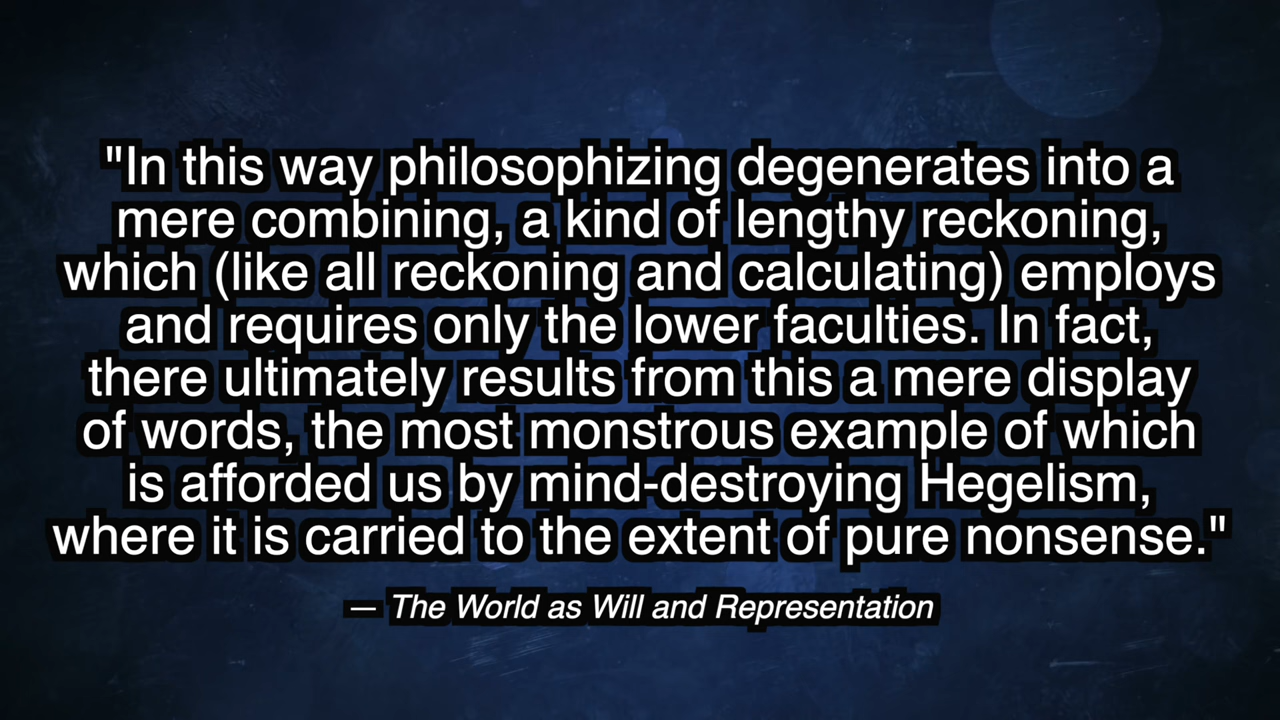 "In this way philosophizing degenerates into a
mere combining, a kind of lengthy reckoning,
which (like all reckoning and calculating) employs
and requires only the lower faculties. In fact,
there ultimately results from this a mere display
of words, the most monstrous example of which
is afforded us by mind-destroying Hegelism,
where it is carried to the extent of pure nonsense."
— The World as Will and Representation